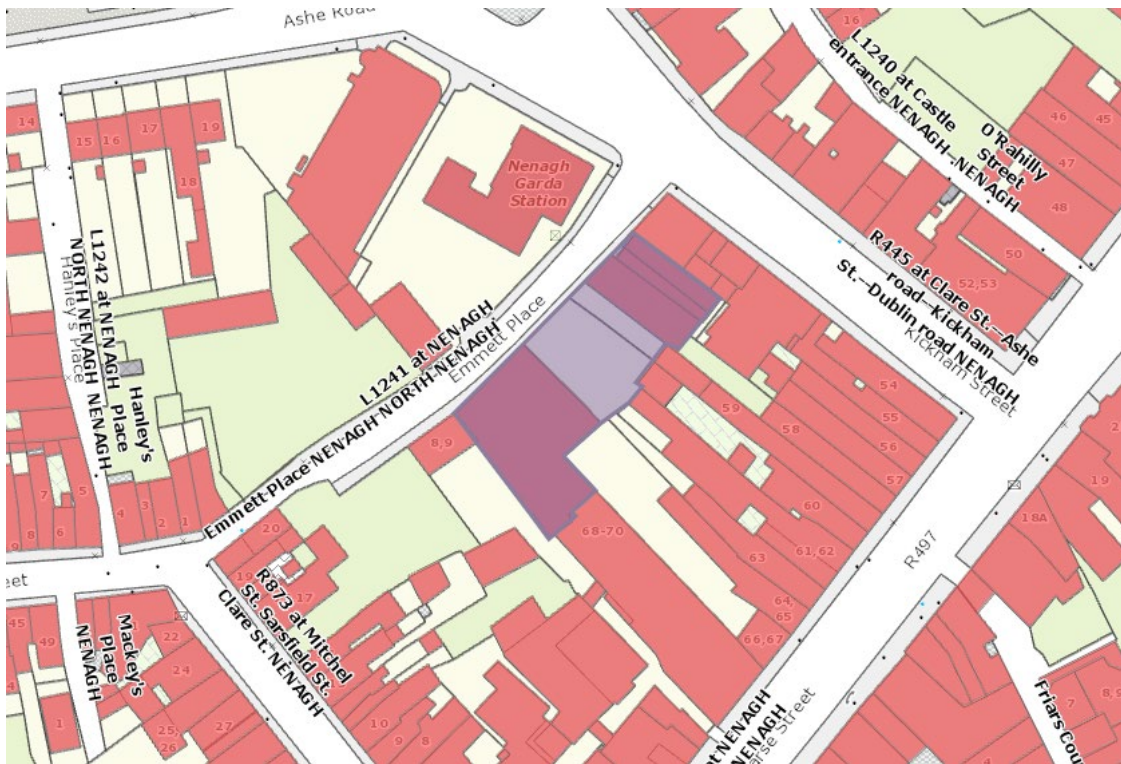 Ashe Road
16
L1240 at Castle
entrance NENAGH--NENAGH
O'Rahilly
Street
46
45
47
48
50
52,53
14
15
16
17
19
18
Nenagh
Garda
Station
R445 at Clare St.--Ashe
road--Kickham
St.--Dublin road NENAGH
Kickham Street
L1242 at NENAGH
NORTH NENAGH NENAGH
Hanley's Place
Hanley's
Place
L1241 at NENAGH
Emmett Place NENAGH NORTH NENAGH
Emmett Place
54
55
56
57
58
59
60
61,62
63
64,
65
66,67
68-70
8,9
7
5
9
8
6
4
3
2
1
20
19
17
R873 at Mitchel
St. Sarsfield St.
Clare St. NENAGH
eet
45
49
4
1
Mackey's
Place
NENAGH
22
24
25,
26
27
10
9
8
R497
18A
19
2
7
8,9
Friars Cou
et NENAGH
NENAGH
arse Street